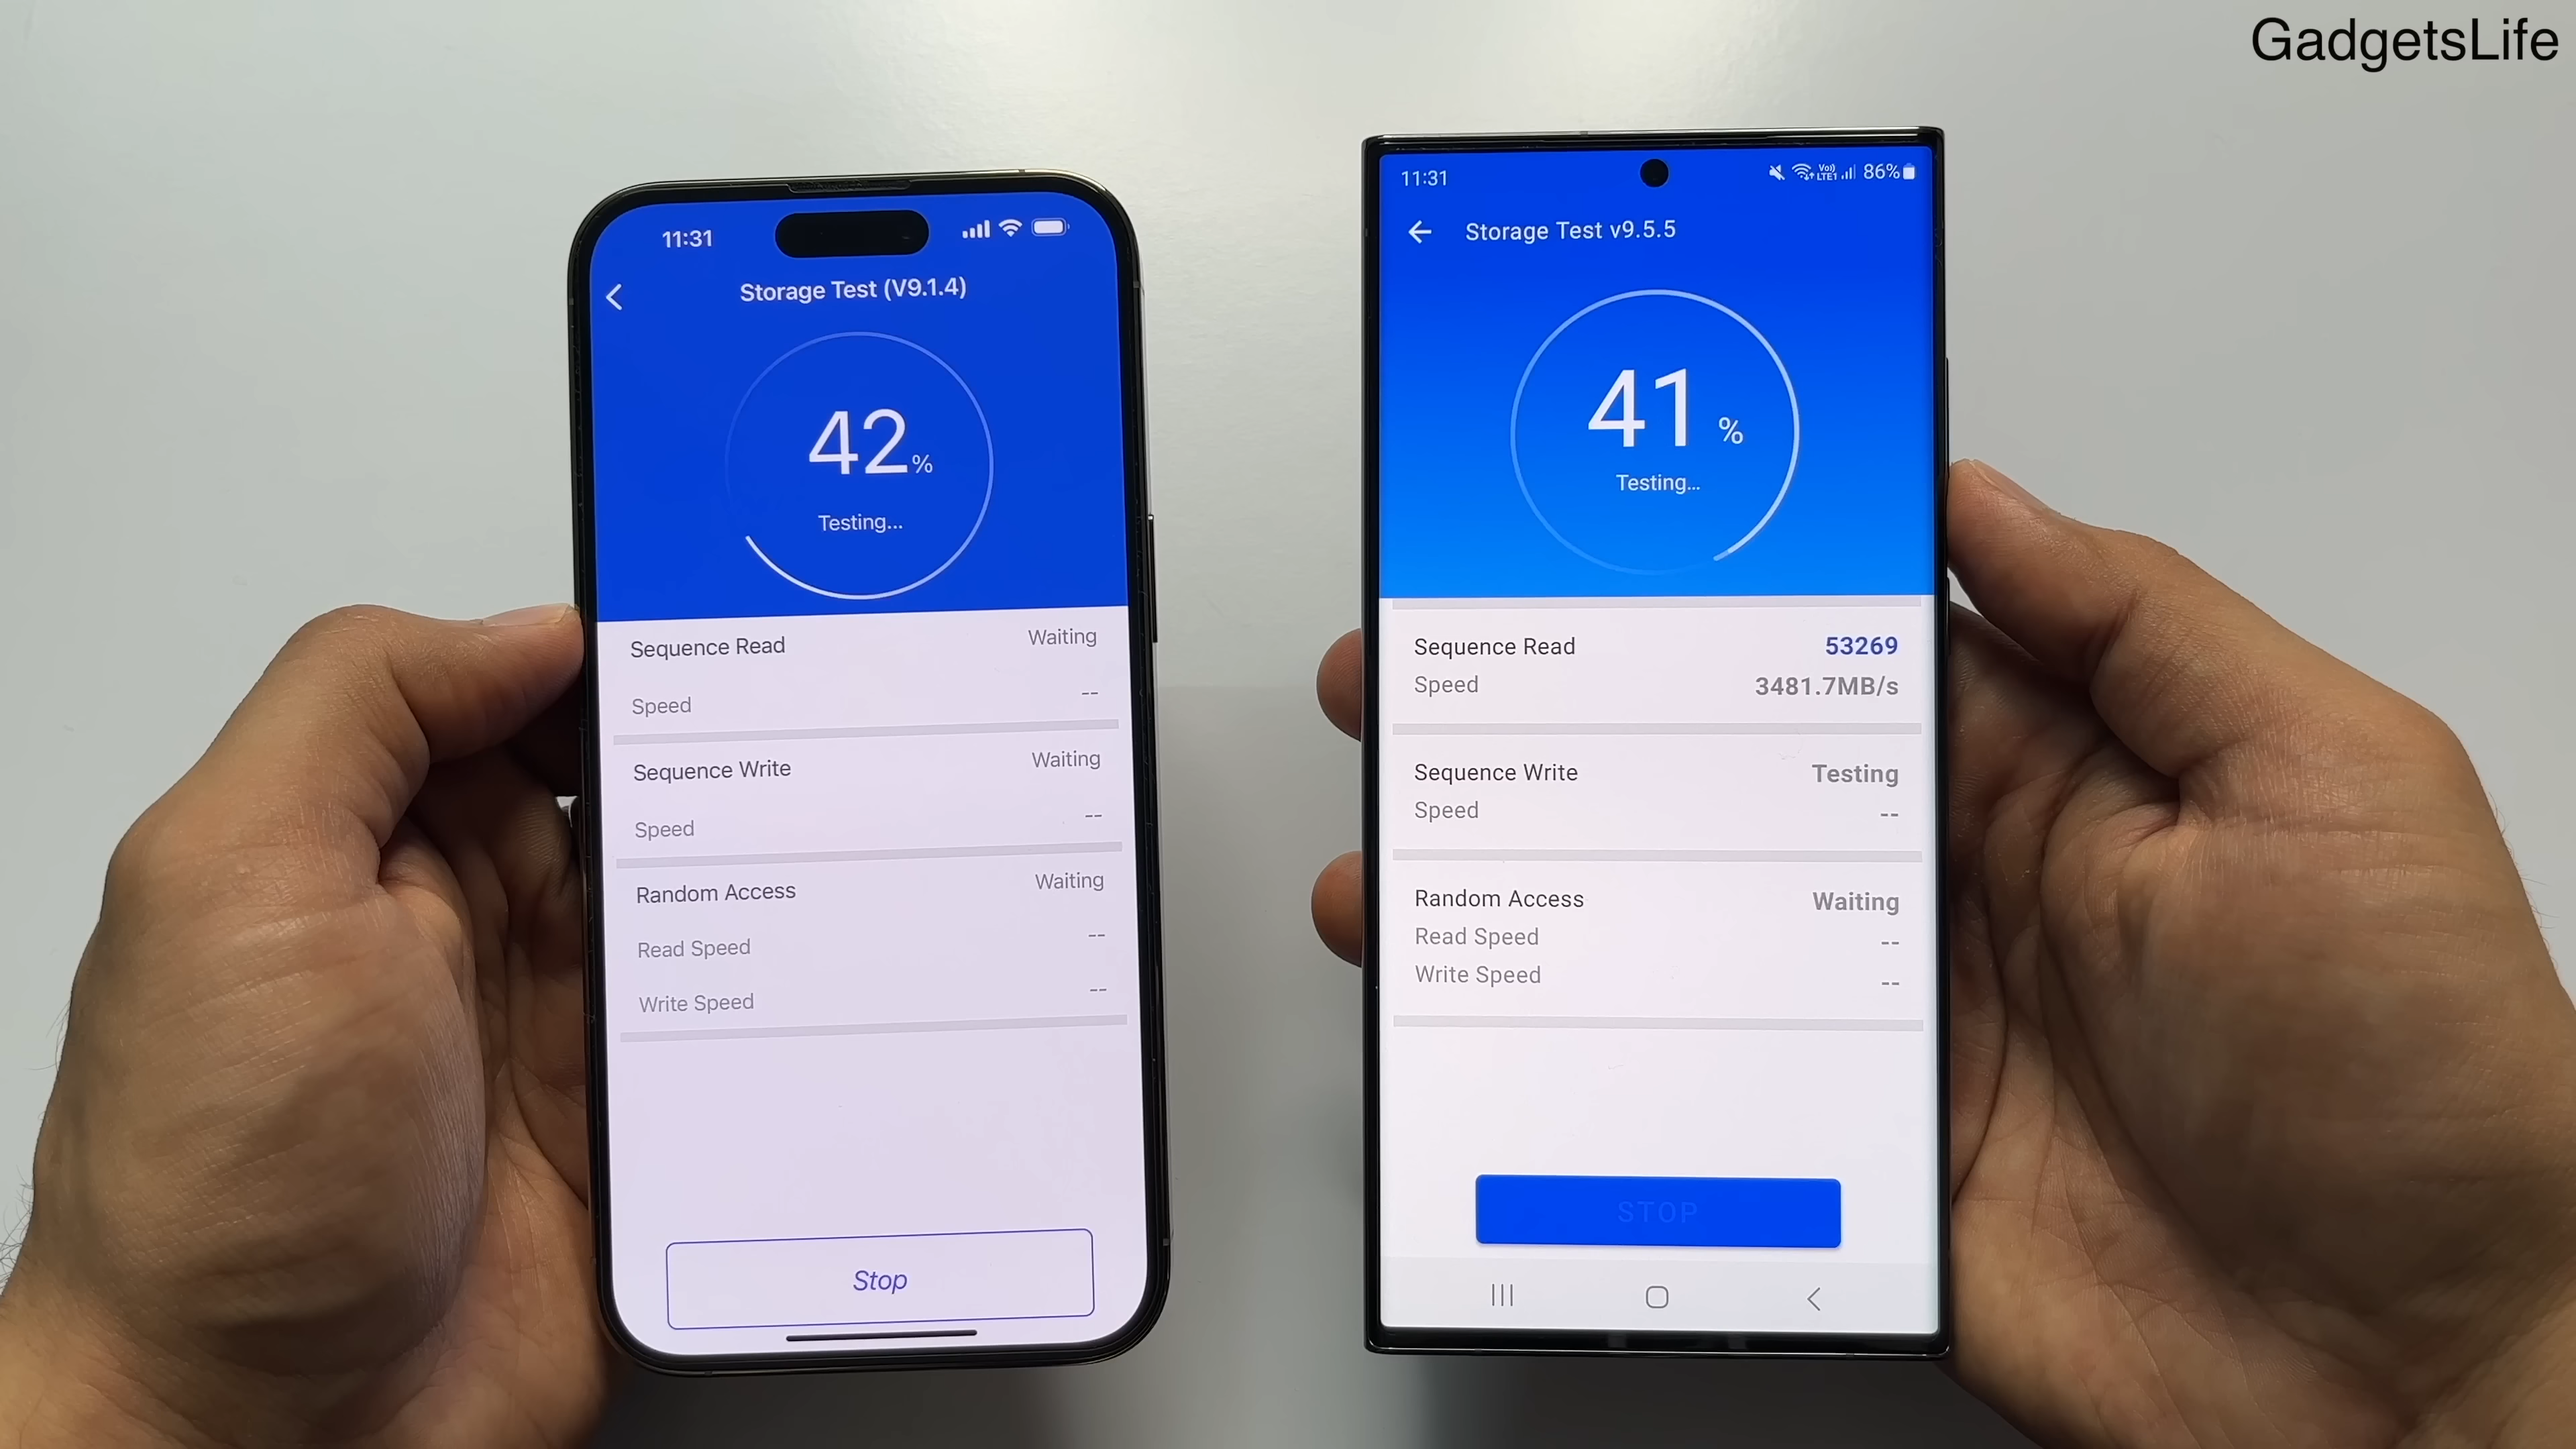 GadgetsLife
11:31
Storage Test (V9.1.4)
42%
Testing...
Sequence Read Waiting
Speed --
Sequence Write Waiting
Speed --
Random Access Waiting
Read Speed --
Write Speed --
Stop
11:31 Vo)) LTE1 86%
Storage Test v9.5.5
41 %
Testing...
Sequence Read 53269
Speed 3481.7MB/s
Sequence Write Testing
Speed --
Random Access Waiting
Read Speed --
Write Speed --
STOP